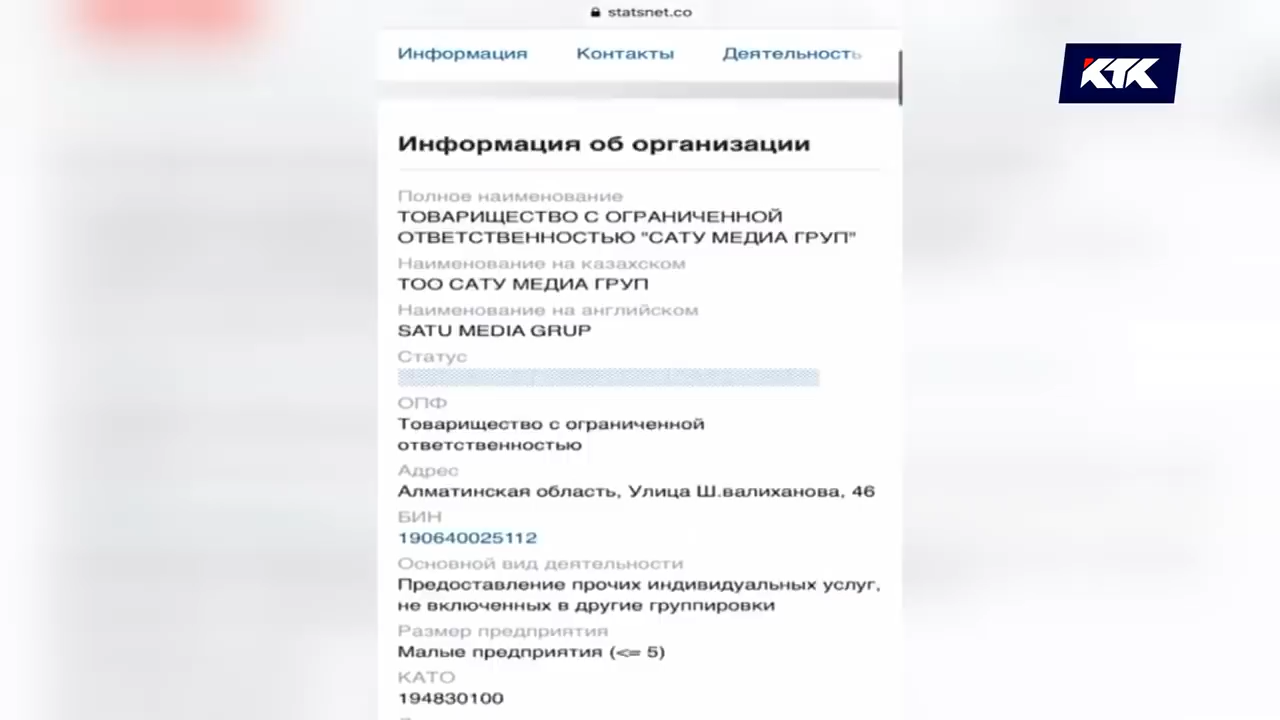 statsnet.co
Информация Контакты Деятельность
КТК
Информация об организации
Полное наименование
ТОВАРИЩЕСТВО С ОГРАНИЧЕННОЙ
ОТВЕТСТВЕННОСТЬЮ "САТУ МЕДИА ГРУП"
Наименование на казахском
ТОО САТУ МЕДИА ГРУП
Наименование на английском
SATU MEDIA GRUP
Статус
ОПФ
Товарищество с ограниченной
ответственностью
Адрес
Алматинская область, Улица Ш.валиханова, 46
БИН
190640025112
Основной вид деятельности
Предоставление прочих индивидуальных услуг,
не включенных в другие группировки
Размер предприятия
Малые предприятия (<= 5)
КАТО
194830100